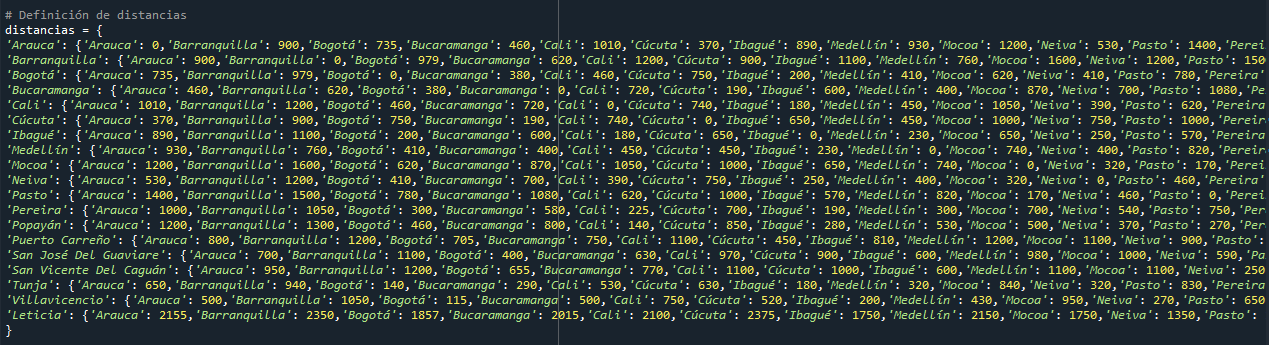 # Definición de distancias
distancias = {
'Arauca': {'Arauca': 0,'Barranquilla': 900,'Bogotá': 735,'Bucaramanga': 460,'Cali': 1010,'Cúcuta': 370,'Ibagué': 890,'Medellín': 930,'Mocoa': 1200,'Neiva': 530,'Pasto': 1400,'Perei
'Barranquilla': {'Arauca': 900,'Barranquilla': 0,'Bogotá': 979,'Bucaramanga': 620,'Cali': 1200,'Cúcuta': 900,'Ibagué': 1100,'Medellín': 760,'Mocoa': 1600,'Neiva': 1200,'Pasto': 150
'Bogotá': {'Arauca': 735,'Barranquilla': 979,'Bogotá': 0,'Bucaramanga': 380,'Cali': 460,'Cúcuta': 750,'Ibagué': 200,'Medellín': 410,'Mocoa': 620,'Neiva': 410,'Pasto': 780,'Pereira'
'Bucaramanga': {'Arauca': 460,'Barranquilla': 620,'Bogotá': 380,'Bucaramanga': 0,'Cali': 720,'Cúcuta': 190,'Ibagué': 600,'Medellín': 400,'Mocoa': 870,'Neiva': 700,'Pasto': 1080,'Pe
'Cali': {'Arauca': 1010,'Barranquilla': 1200,'Bogotá': 460,'Bucaramanga': 720,'Cali': 0,'Cúcuta': 740,'Ibagué': 180,'Medellín': 450,'Mocoa': 1050,'Neiva': 390,'Pasto': 620,'Pereira
'Cúcuta': {'Arauca': 370,'Barranquilla': 900,'Bogotá': 750,'Bucaramanga': 190,'Cali': 740,'Cúcuta': 0,'Ibagué': 650,'Medellín': 450,'Mocoa': 1000,'Neiva': 750,'Pasto': 1000,'Pereir
'Ibagué': {'Arauca': 890,'Barranquilla': 1100,'Bogotá': 200,'Bucaramanga': 600,'Cali': 180,'Cúcuta': 650,'Ibagué': 0,'Medellín': 230,'Mocoa': 650,'Neiva': 250,'Pasto': 570,'Pereira
'Medellín': {'Arauca': 930,'Barranquilla': 760,'Bogotá': 410,'Bucaramanga': 400,'Cali': 450,'Cúcuta': 450,'Ibagué': 230,'Medellín': 0,'Mocoa': 740,'Neiva': 400,'Pasto': 820,'Pereir
'Mocoa': {'Arauca': 1200,'Barranquilla': 1600,'Bogotá': 620,'Bucaramanga': 870,'Cali': 1050,'Cúcuta': 1000,'Ibagué': 650,'Medellín': 740,'Mocoa': 0,'Neiva': 320,'Pasto': 170,'Perei
'Neiva': {'Arauca': 530,'Barranquilla': 1200,'Bogotá': 410,'Bucaramanga': 700,'Cali': 390,'Cúcuta': 750,'Ibagué': 250,'Medellín': 400,'Mocoa': 320,'Neiva': 0,'Pasto': 460,'Pereira'
'Pasto': {'Arauca': 1400,'Barranquilla': 1500,'Bogotá': 780,'Bucaramanga': 1080,'Cali': 620,'Cúcuta': 1000,'Ibagué': 570,'Medellín': 820,'Mocoa': 170,'Neiva': 460,'Pasto': 0,'Perei
'Pereira': {'Arauca': 1000,'Barranquilla': 1050,'Bogotá': 300,'Bucaramanga': 580,'Cali': 225,'Cúcuta': 700,'Ibagué': 190,'Medellín': 300,'Mocoa': 700,'Neiva': 540,'Pasto': 750,'Per
'Popayán': {'Arauca': 1200,'Barranquilla': 1300,'Bogotá': 460,'Bucaramanga': 800,'Cali': 140,'Cúcuta': 850,'Ibagué': 280,'Medellín': 530,'Mocoa': 500,'Neiva': 370,'Pasto': 270,'Per
'Puerto Carreño': {'Arauca': 800,'Barranquilla': 1200,'Bogotá': 705,'Bucaramanga': 750,'Cali': 1100,'Cúcuta': 450,'Ibagué': 810,'Medellín': 1200,'Mocoa': 1100,'Neiva': 900,'Pasto':
'San José Del Guaviare': {'Arauca': 700,'Barranquilla': 1100,'Bogotá': 400,'Bucaramanga': 630,'Cali': 970,'Cúcuta': 900,'Ibagué': 600,'Medellín': 980,'Mocoa': 1000,'Neiva': 590,'Pa
'San Vicente Del Caguán': {'Arauca': 950,'Barranquilla': 1200,'Bogotá': 655,'Bucaramanga': 770,'Cali': 1100,'Cúcuta': 1000,'Ibagué': 600,'Medellín': 1100,'Mocoa': 1100,'Neiva': 250
'Tunja': {'Arauca': 650,'Barranquilla': 940,'Bogotá': 140,'Bucaramanga': 290,'Cali': 530,'Cúcuta': 630,'Ibagué': 180,'Medellín': 320,'Mocoa': 840,'Neiva': 320,'Pasto': 830,'Pereira
'Villavicencio': {'Arauca': 500,'Barranquilla': 1050,'Bogotá': 115,'Bucaramanga': 500,'Cali': 750,'Cúcuta': 520,'Ibagué': 200,'Medellín': 430,'Mocoa': 950,'Neiva': 270,'Pasto': 650
'Leticia': {'Arauca': 2155,'Barranquilla': 2350,'Bogotá': 1857,'Bucaramanga': 2015,'Cali': 2100,'Cúcuta': 2375,'Ibagué': 1750,'Medellín': 2150,'Mocoa': 1750,'Neiva': 1350,'Pasto':
}